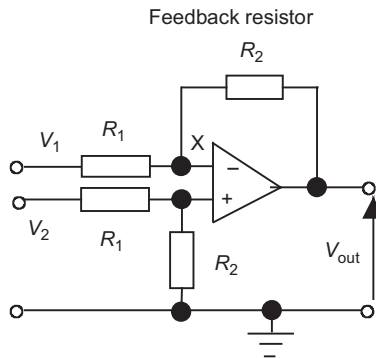 Feedback resistor
R2
V1
R1
X
−
+
V2
R1
R2
Vout